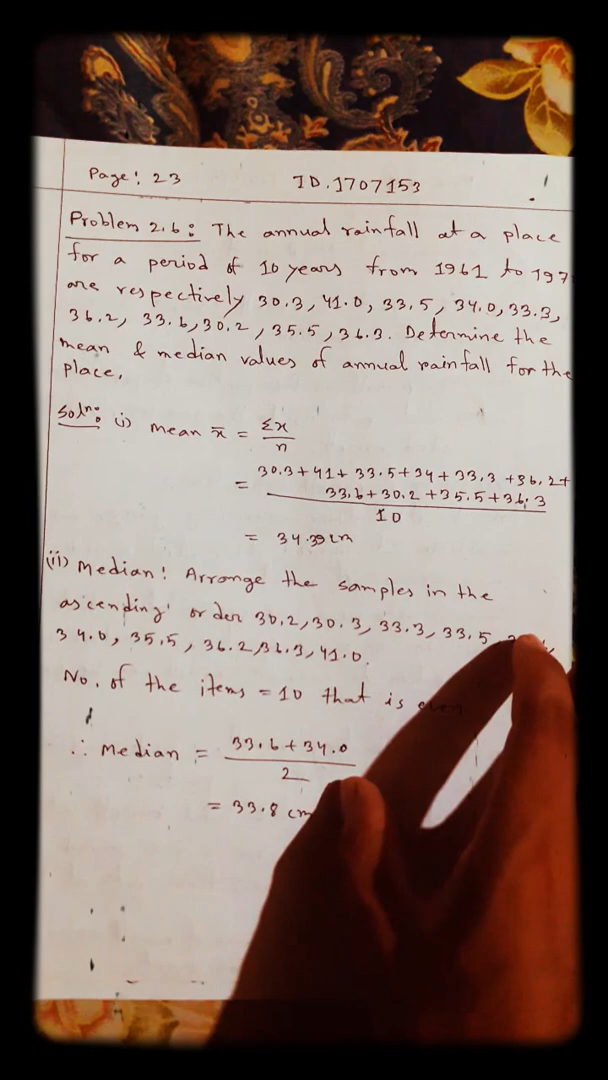 Page: 23 ID. 1707153
Problem 2.6: The annual rainfall at a place
for a period of 10 years from 1961 to 197
are respectively 30.3, 41.0, 33.5, 34.0, 33.3,
36.2, 33.6, 30.2, 35.5, 36.3. Determine the
mean & median values of annual rainfall for the
place.
Soln: (i) Mean x̄ = Σx/n
= 30.3+41+33.5+34+33.3+36.2+
33.6+30.2+35.5+36.3
10
= 34.39 cm
(ii) Median: Arrange the samples in the
ascending order 30.2, 30.3, 33.3, 33.5
34.0, 35.5, 36.2, 36.3, 41.0.
No. of the items = 10 that is even
∴ Median = 33.6+34.0
2
= 33.8 cm